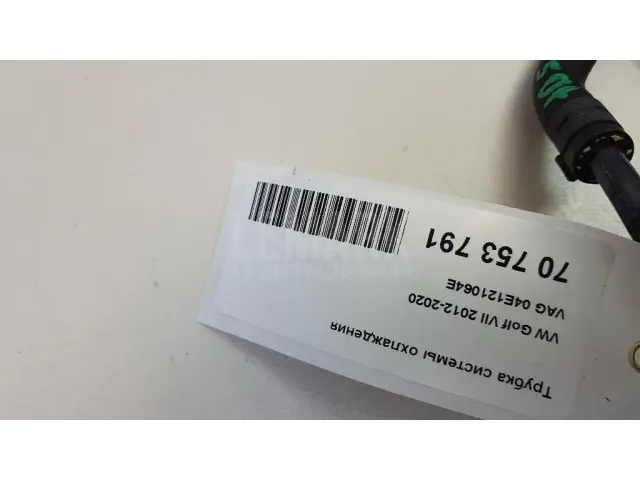 Трубка системы охлаждения
VW Golf VII 2012-2020
VAG 04E121064E
70 753 791